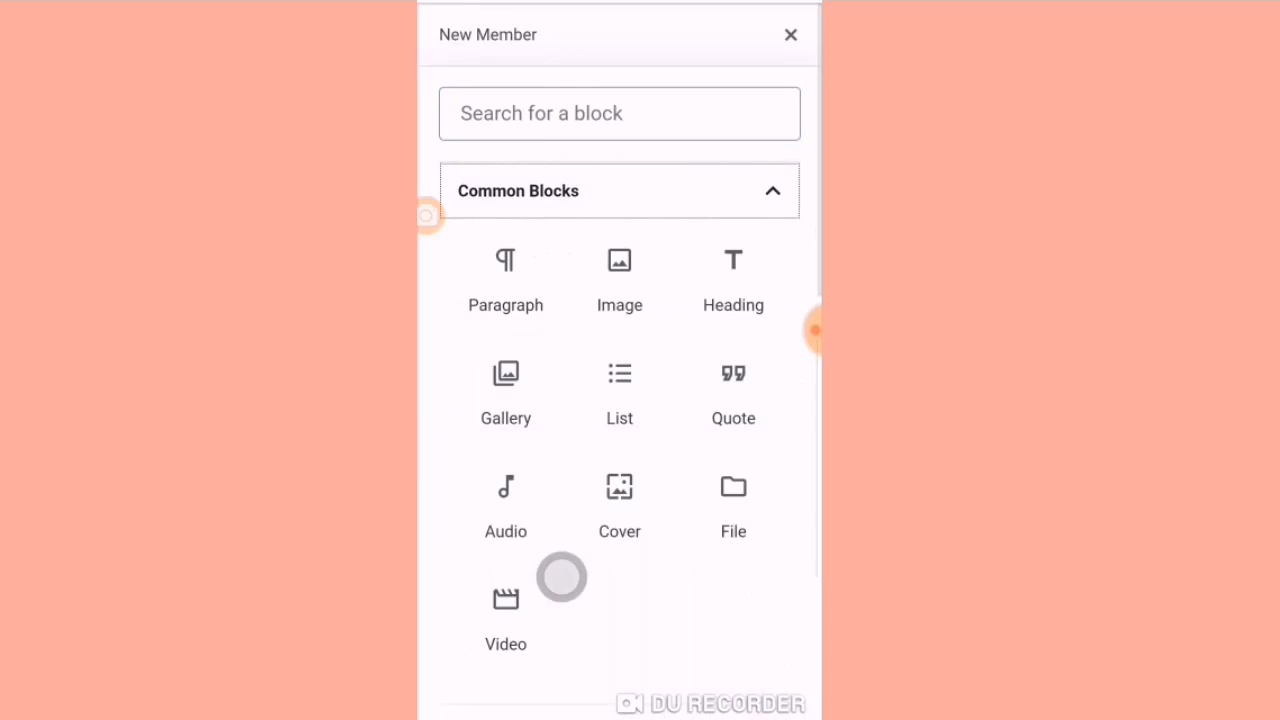 New Member
Search for a block
Common Blocks
Paragraph Image Heading
Gallery List Quote
Audio Cover File
Video
DU RECORDER